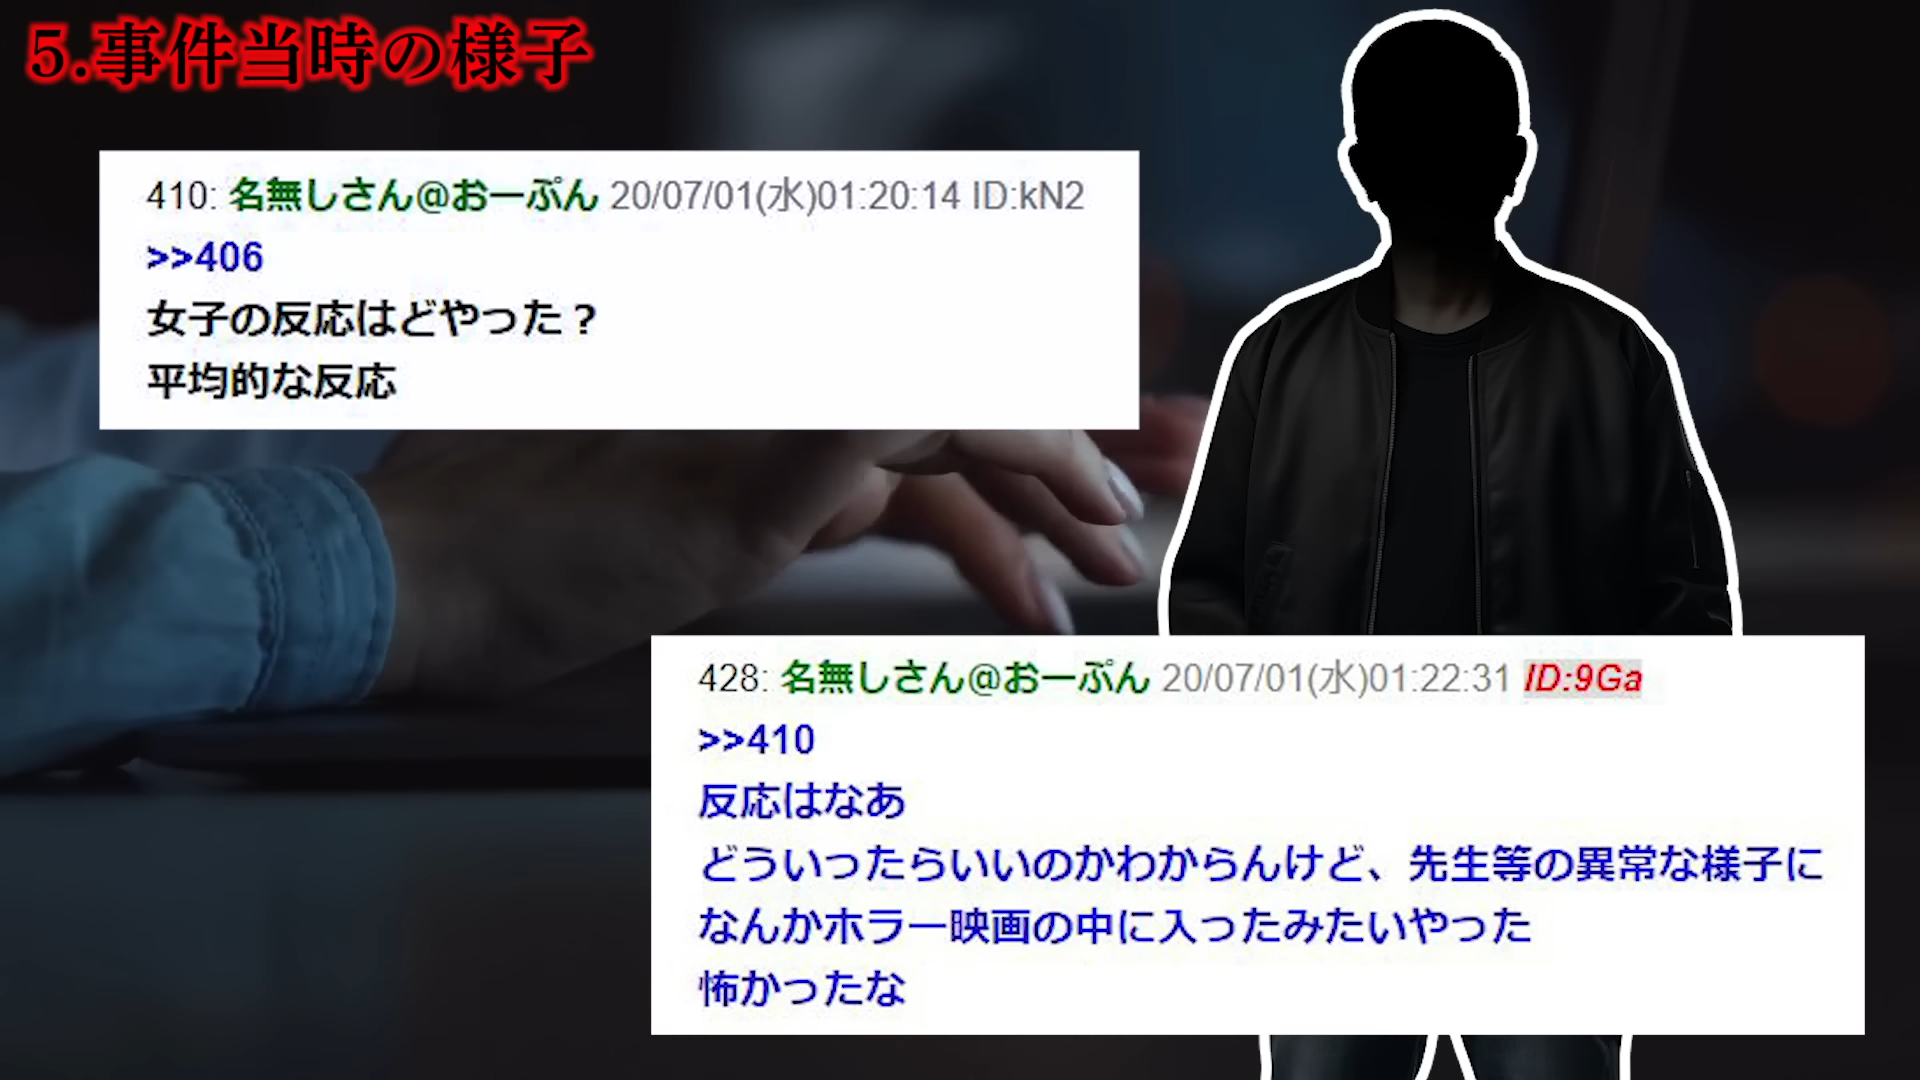 5.事件当時の様子
410: 名無しさん@おーぷん 20/07/01(水)01:20:14 ID:kN2
>>406
女子の反応はどやった？
平均的な反応
428: 名無しさん@おーぷん 20/07/01(水)01:22:31 ID:9Ga
>>410
反応はなあ
どういったらいいのかわからんけど、先生等の異常な様子に
なんかホラー映画の中に入ったみたいやった
怖かったな